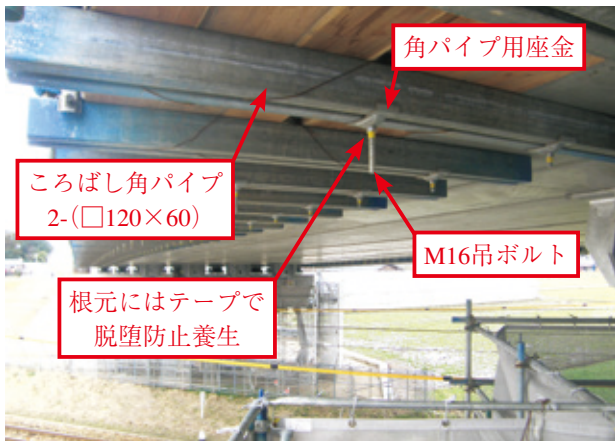 角パイプ用座金
ころばし角パイプ
2-(□120×60)
M16吊ボルト
根元にはテープで
脱堕防止養生